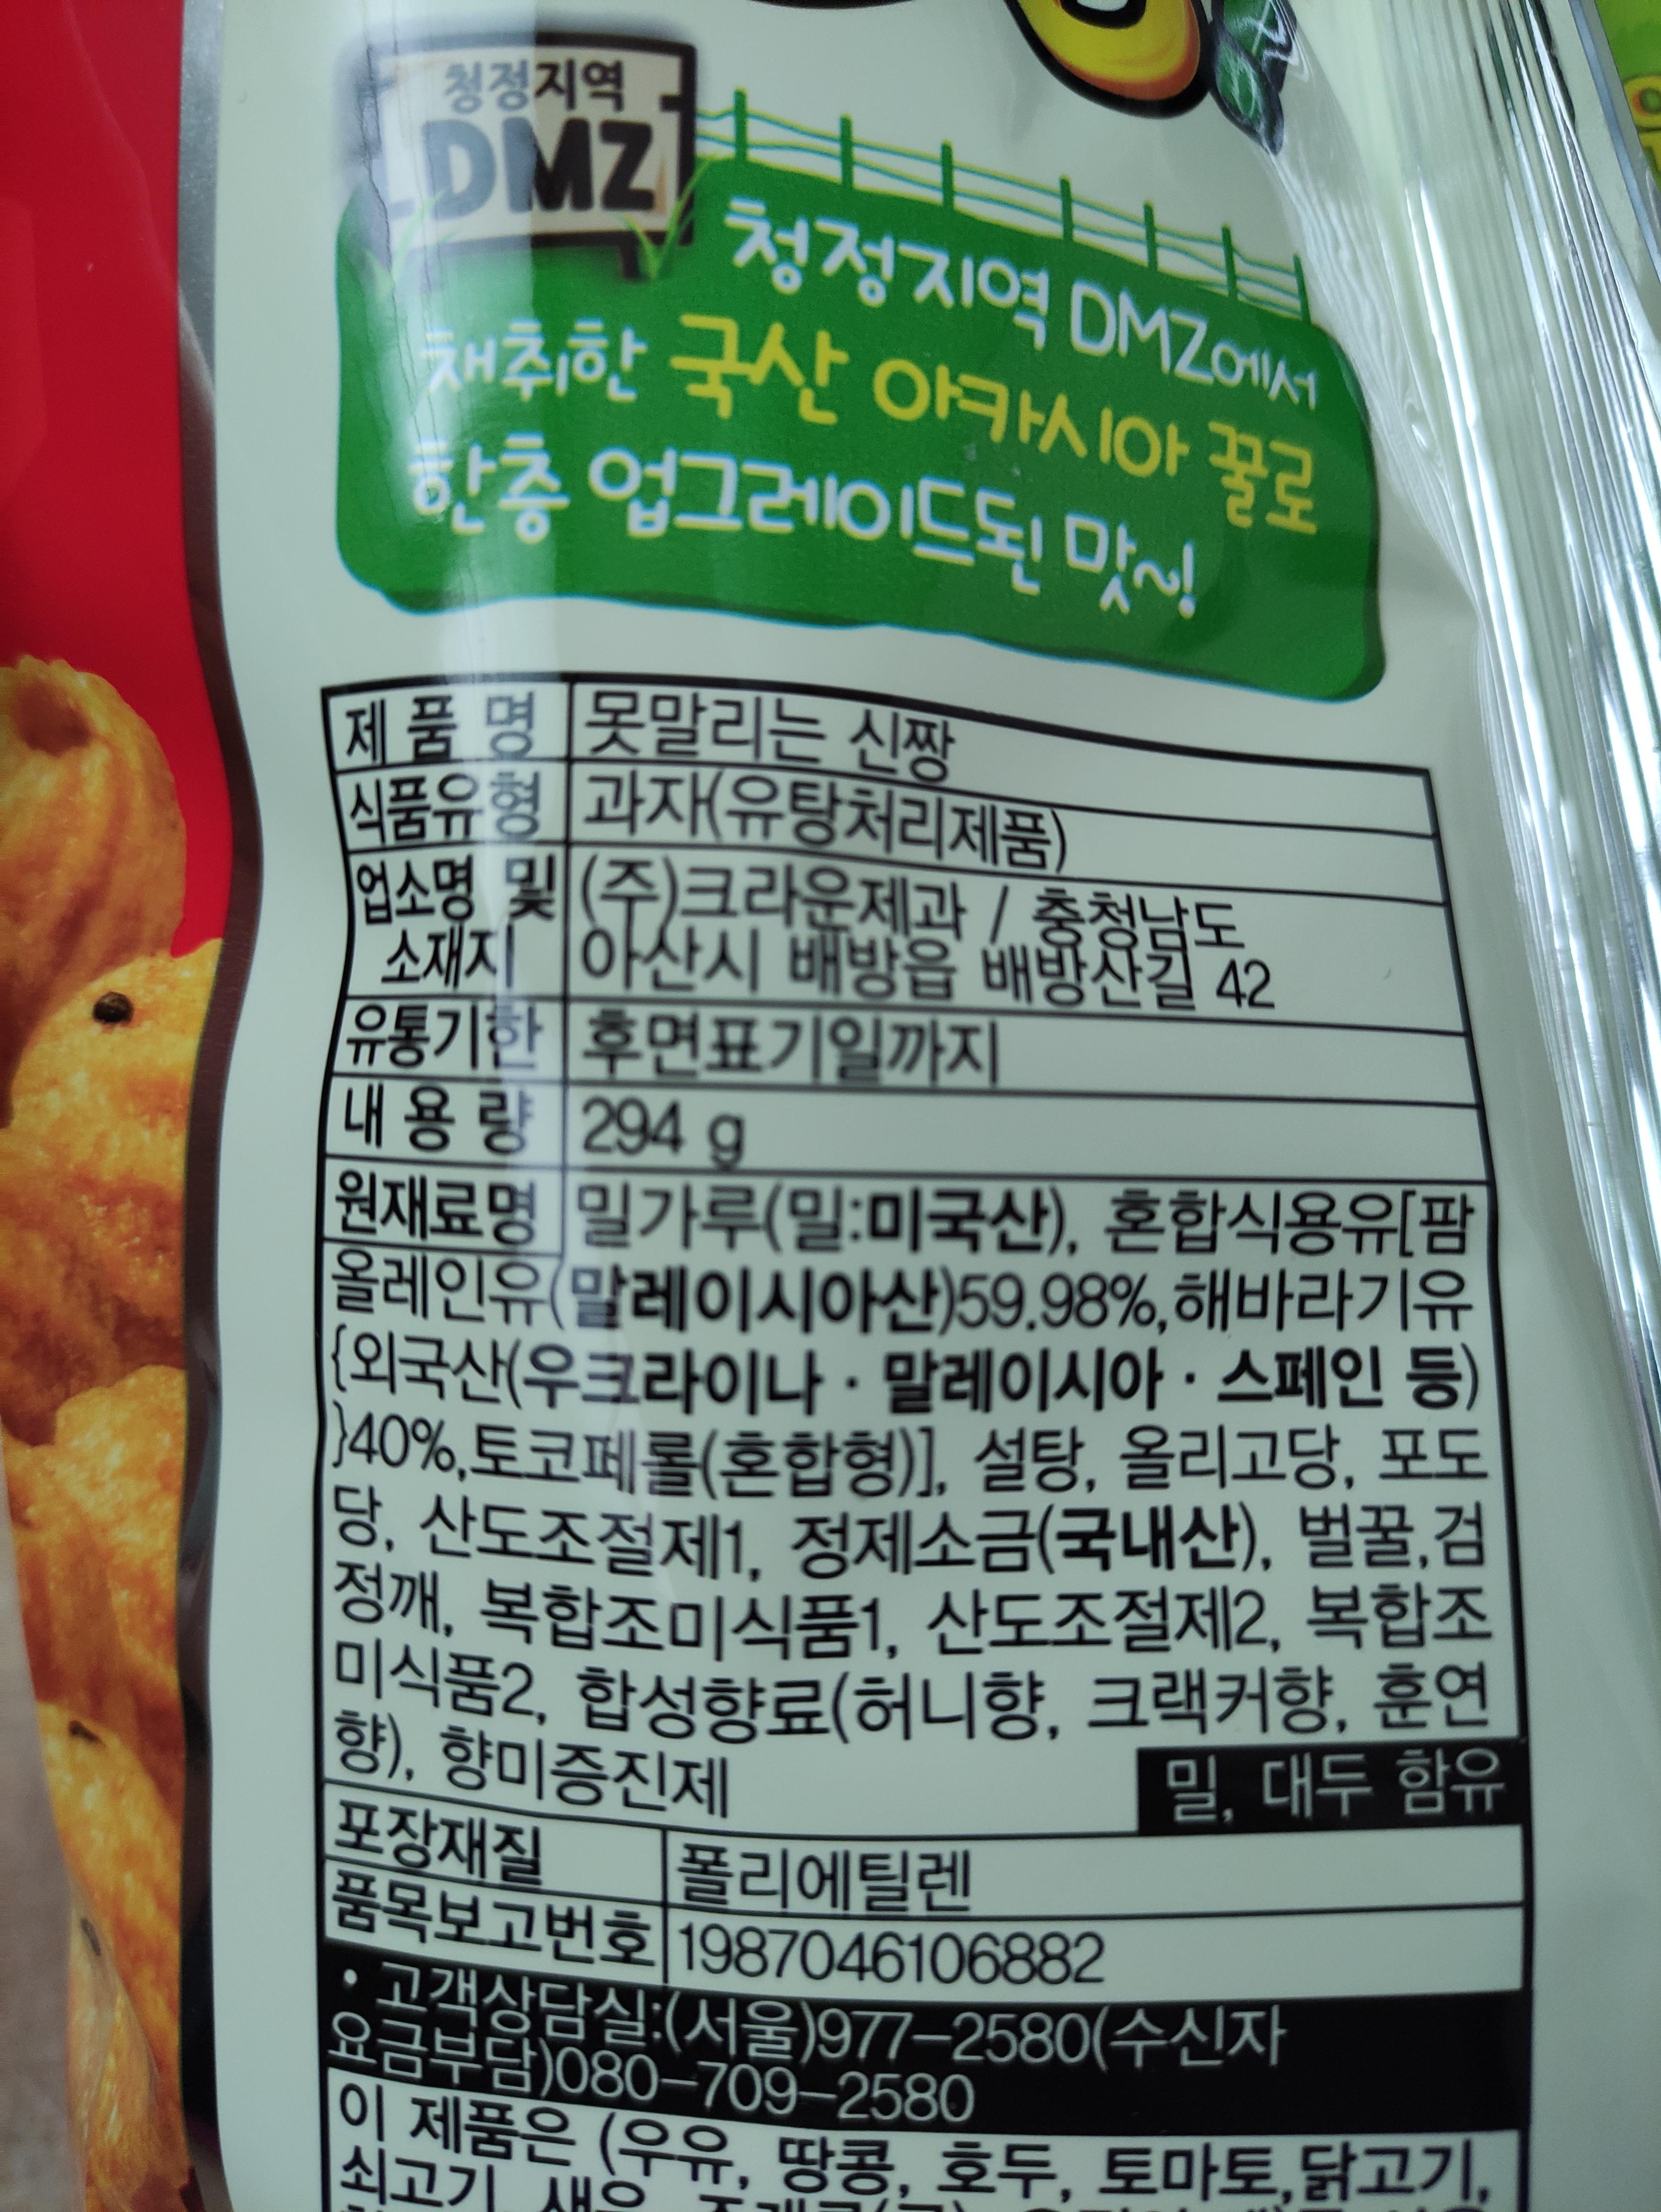 청정지역
DMZ
청정지역 DMZ에서
채취한 국산 아카시아 꿀로
한층 업그레이드된 맛~!
제 품 명 못말리는 신짱
식품유형 과자(유탕처리제품)
업소명 및 (주)크라운제과 / 충청남도
소재지 아산시 배방읍 배방산길 42
유통기한 후면표기일까지
내 용 량 294 g
원재료명 밀가루(밀:미국산), 혼합식용유[팜
올레인유(말레이시아산)59.98%,해바라기유
{외국산(우크라이나 · 말레이시아 · 스페인 등)
}40%,토코페롤(혼합형)], 설탕, 올리고당, 포도
당, 산도조절제1, 정제소금(국내산), 벌꿀,검
정깨, 복합조미식품1, 산도조절제2, 복합조
미식품2, 합성향료(허니향, 크랙커향, 훈연
향), 향미증진제
밀, 대두 함유
포장재질 폴리에틸렌
품목보고번호 1987046106882
• 고객상담실:(서울)977-2580(수신자
요금부담)080-709-2580
이 제품은 (우유, 땅콩, 호두, 토마토,닭고기,
쇠고기,